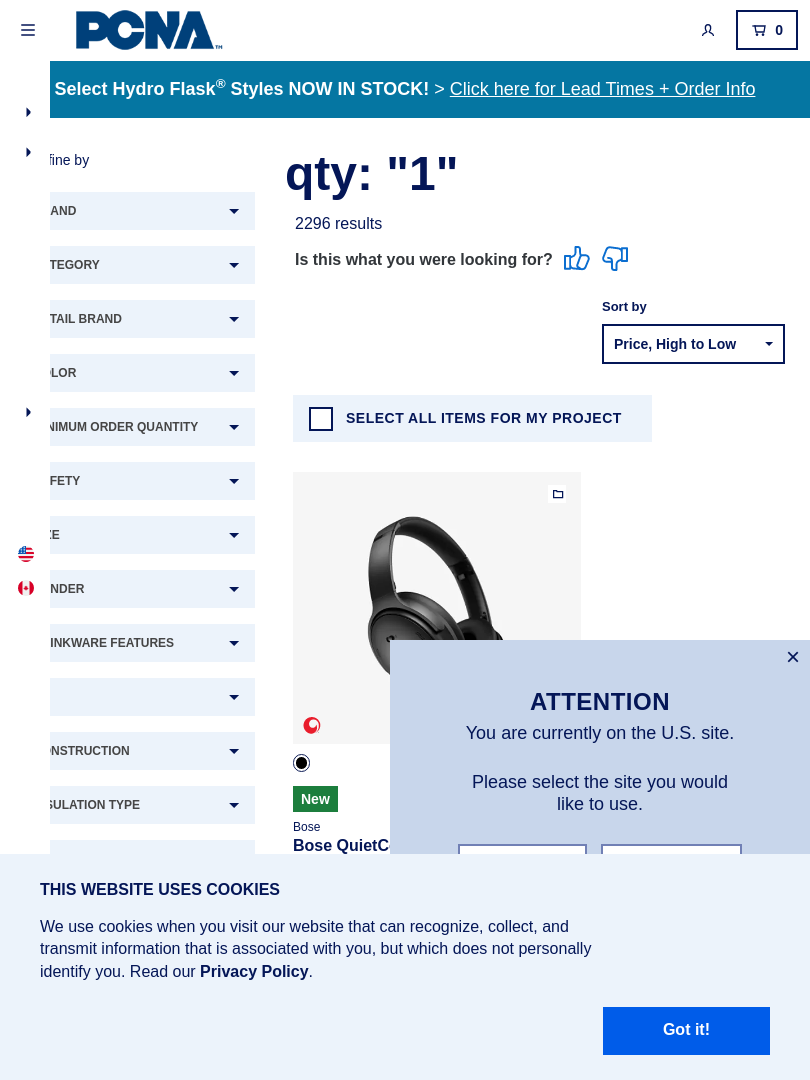 PCNA™
0
Select Hydro Flask® Styles NOW IN STOCK! > Click here for Lead Times + Order Info
fine by
qty: "1"
2296 results
Is this what you were looking for?
Sort by
Price, High to Low
AND
TEGORY
TAIL BRAND
OLOR
NIMUM ORDER QUANTITY
FETY
ZE
NDER
INKWARE FEATURES
ONSTRUCTION
SULATION TYPE
SELECT ALL ITEMS FOR MY PROJECT
New
Bose
Bose QuietC
×
ATTENTION
You are currently on the U.S. site.
Please select the site you would
like to use.
THIS WEBSITE USES COOKIES
We use cookies when you visit our website that can recognize, collect, and
transmit information that is associated with you, but which does not personally
identify you. Read our Privacy Policy.
Got it!